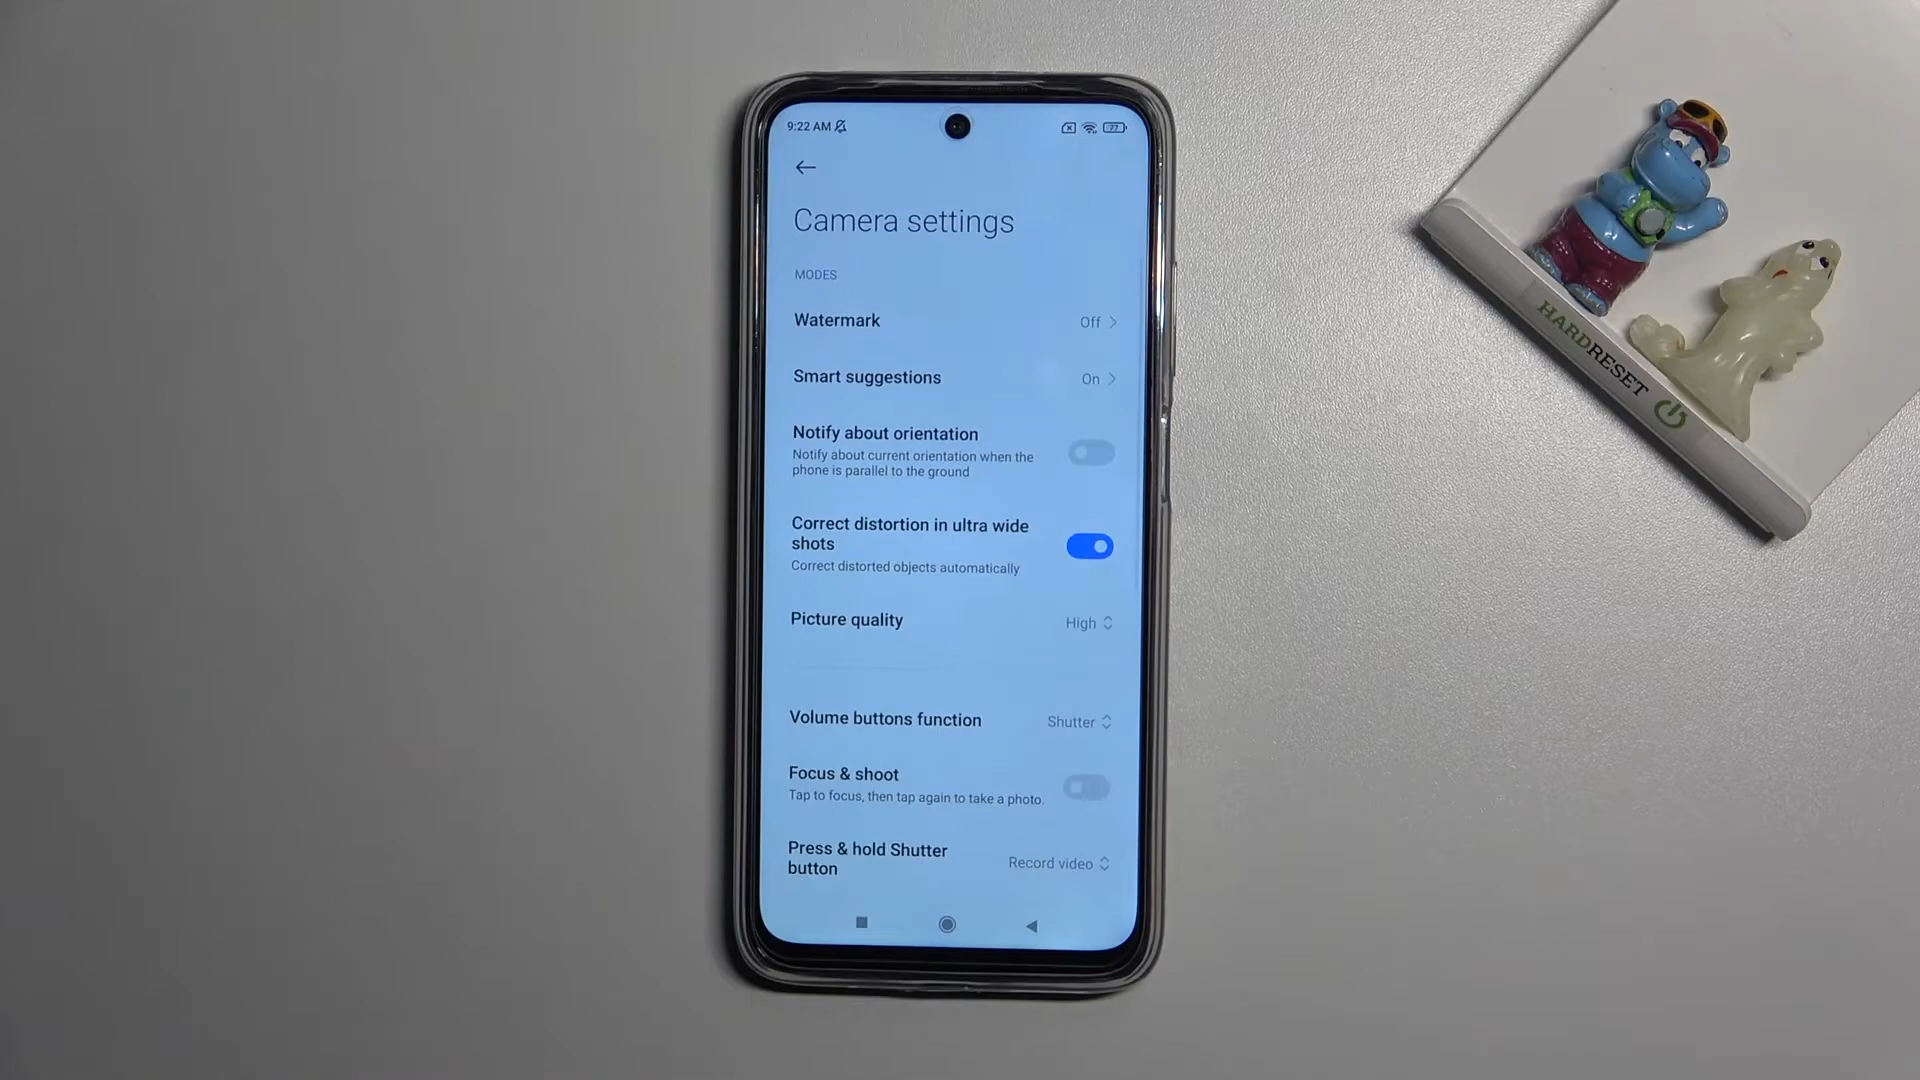 9:22 AM
77
Camera settings
MODES
Watermark
Off
Smart suggestions
On
Notify about orientation
Notify about current orientation when the
phone is parallel to the ground
Correct distortion in ultra wide
shots
Correct distorted objects automatically
Picture quality
High
Volume buttons function
Shutter
Focus & shoot
Tap to focus, then tap again to take a photo.
Press & hold Shutter
button
Record video
HARDRESET